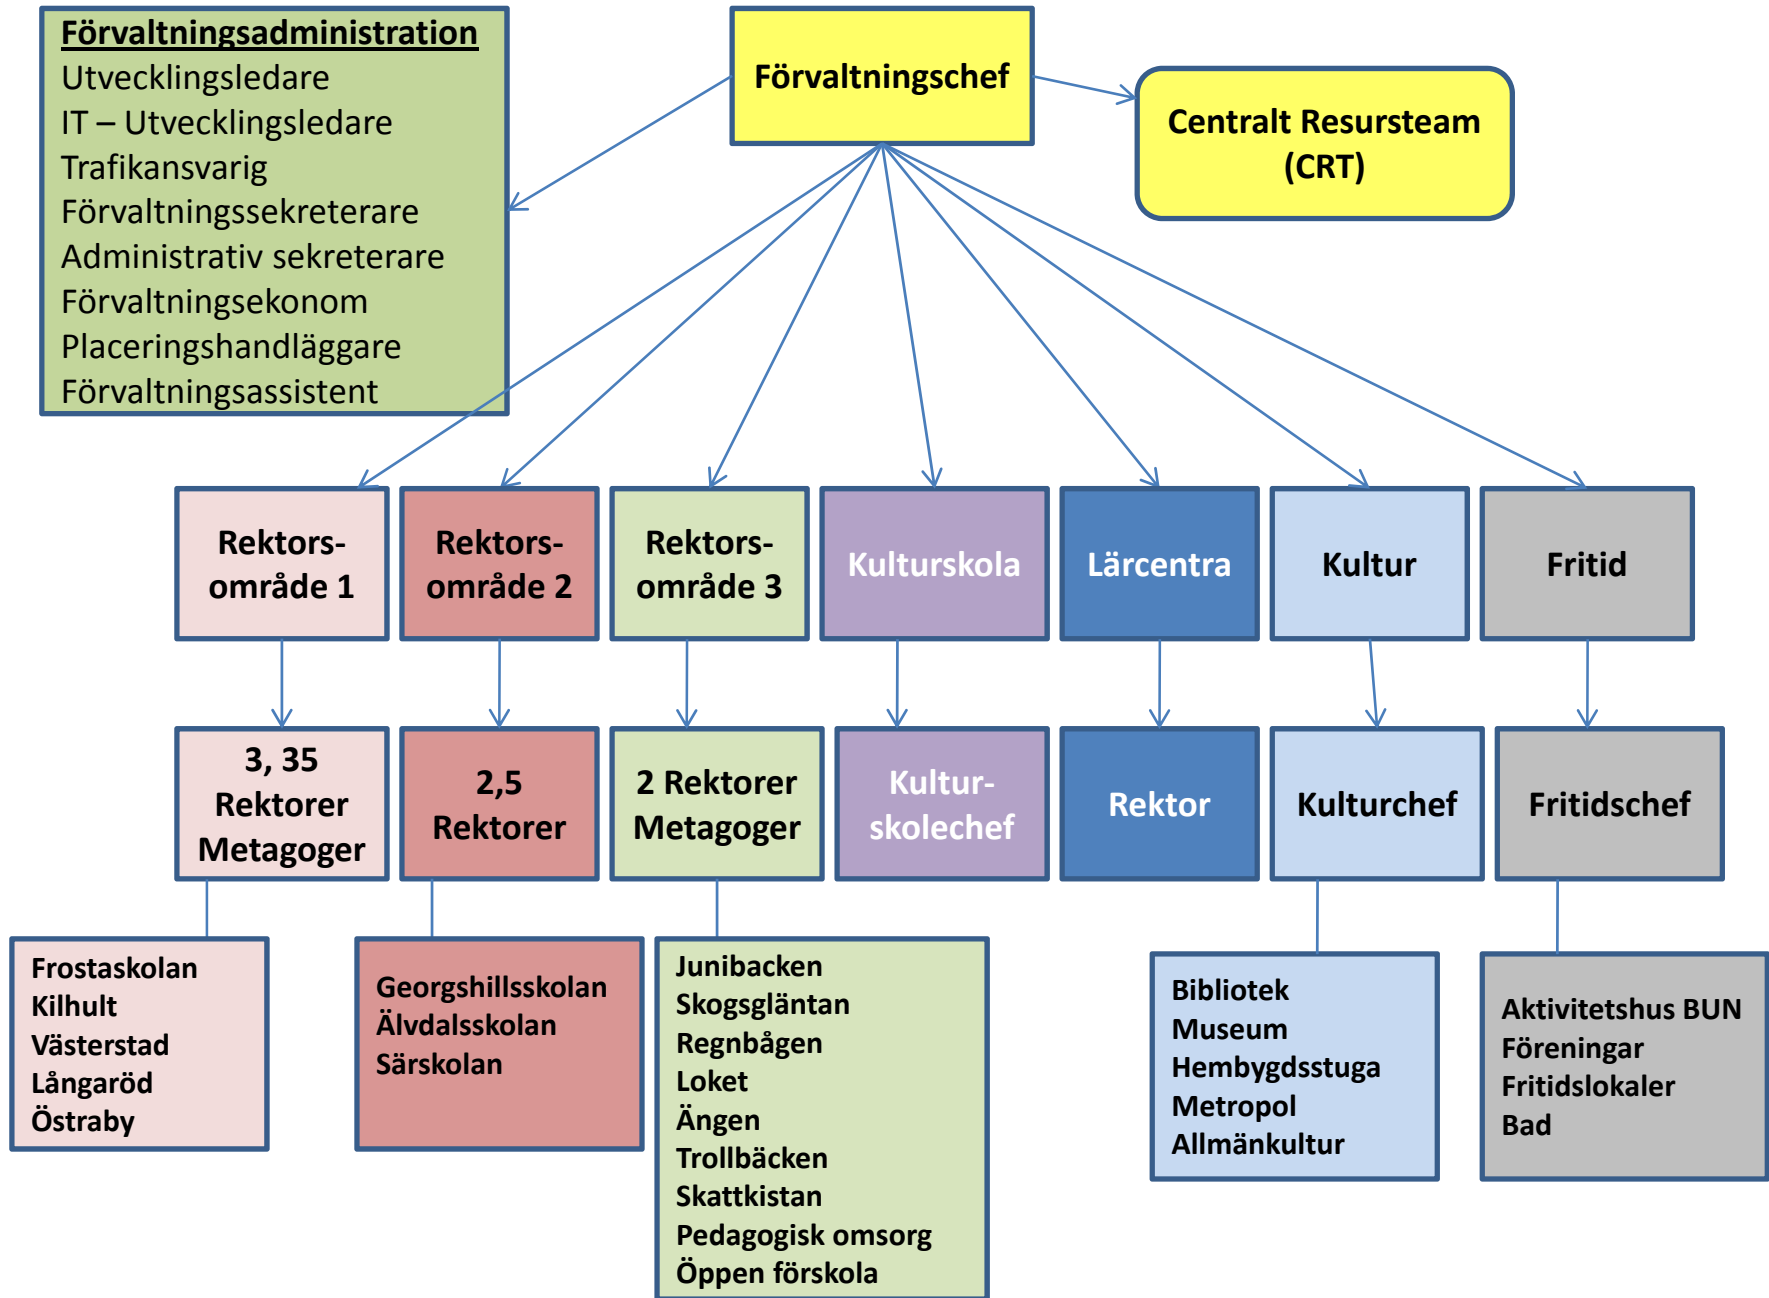 Förvaltningsadministration
Utvecklingsledare
IT – Utvecklingsledare
Trafikansvarig
Förvaltningssekreterare
Administrativ sekreterare
Förvaltningsekonom
Placeringshandläggare
Förvaltningsassistent
Förvaltningschef
Centralt Resursteam
(CRT)
Rektors-
område 1
Rektors-
område 2
Rektors-
område 3
Kulturskola
Lärcentra
Kultur
Fritid
3, 35
Rektorer
Metagoger
2,5
Rektorer
2 Rektorer
Metagoger
Kultur-
skolechef
Rektor
Kulturchef
Fritidschef
Frostaskolan
Kilhult
Västerstad
Långaröd
Östraby
Georgshillsskolan
Älvdalsskolan
Särskolan
Junibacken
Skogsgläntan
Regnbågen
Loket
Ängen
Trollbäcken
Skattkistan
Pedagogisk omsorg
Öppen förskola
Bibliotek
Museum
Hembygdsstuga
Metropol
Allmänkultur
Aktivitetshus BUN
Föreningar
Fritidslokaler
Bad